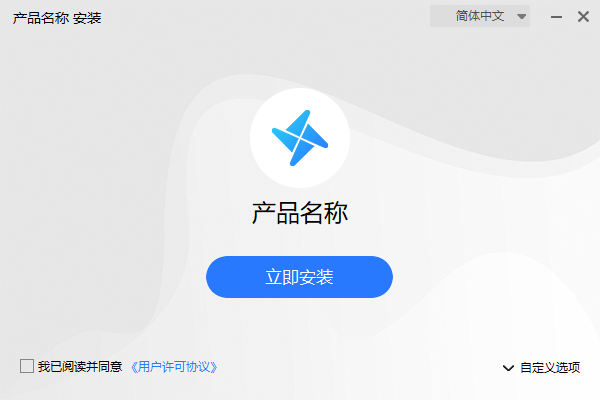 产品名称 安装
简体中文
产品名称
立即安装
我已阅读并同意 《用户许可协议》
自定义选项